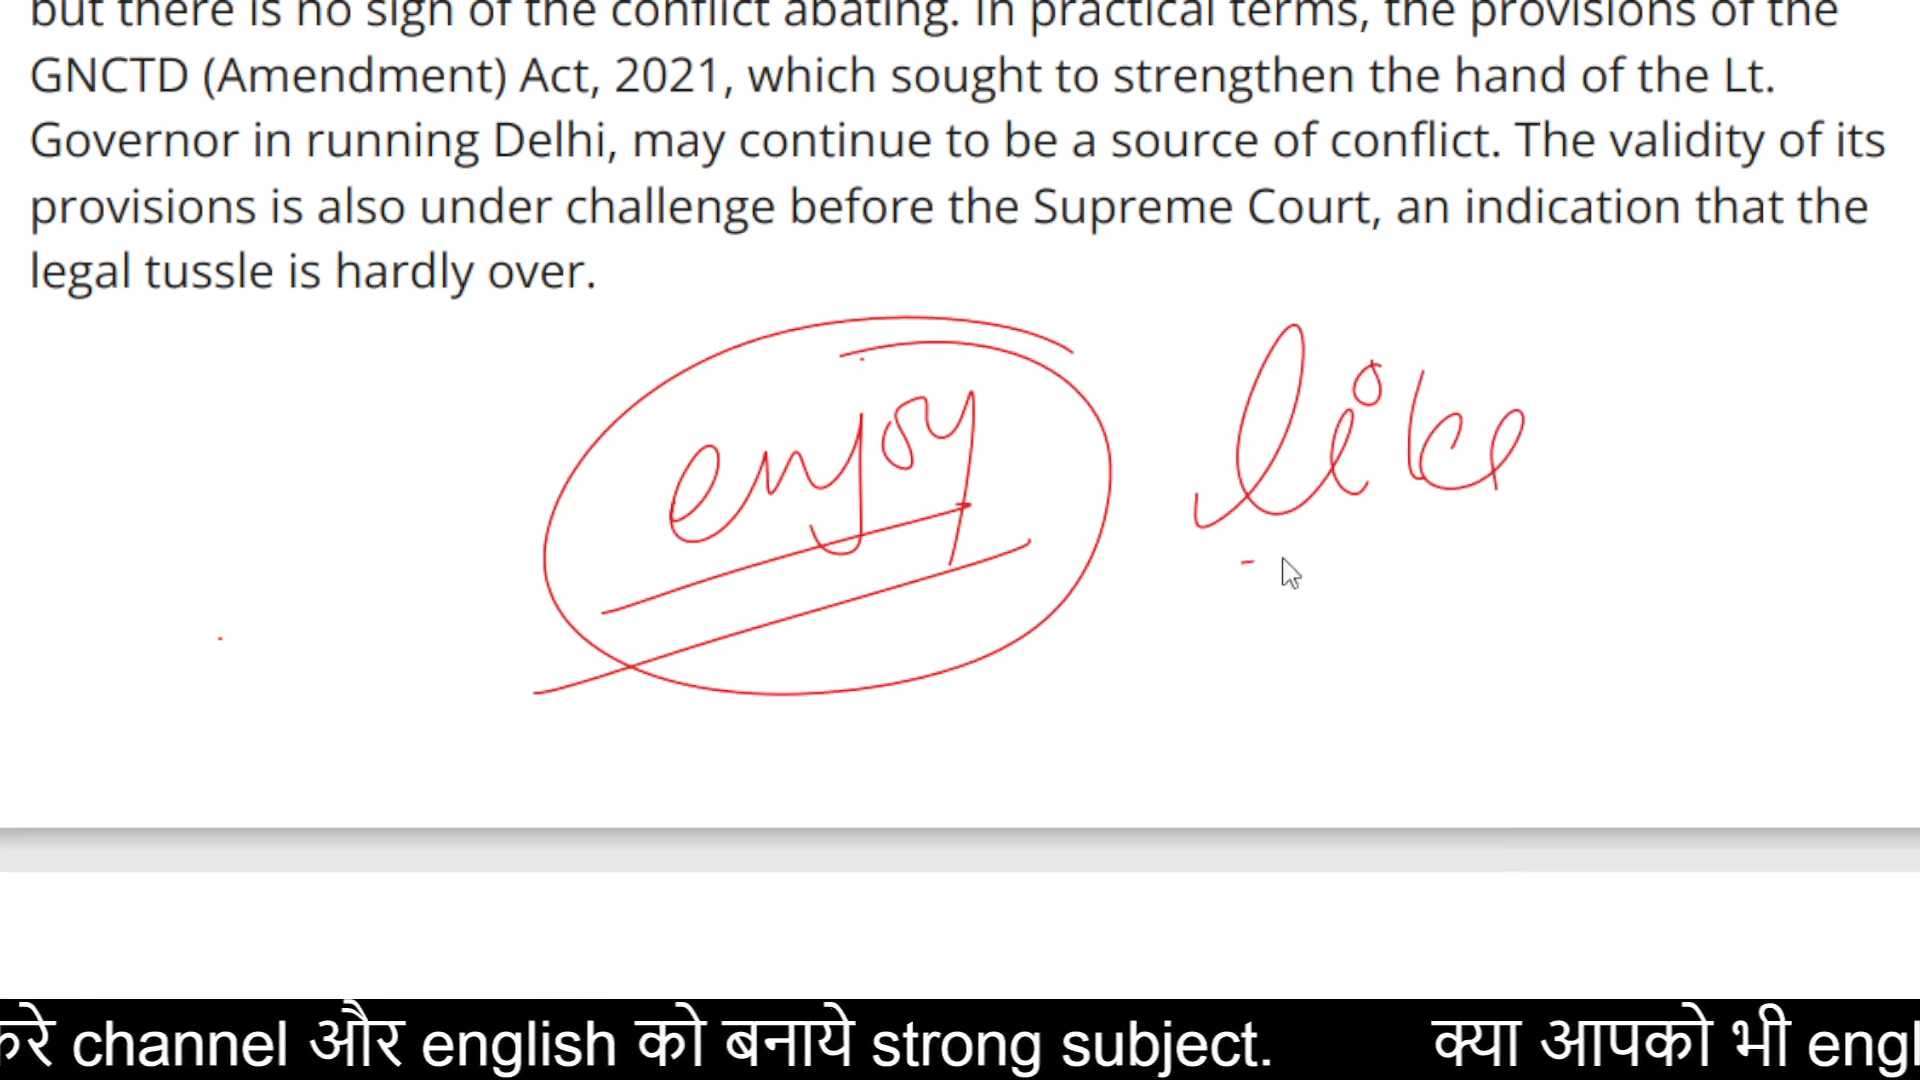 but there is no sign of the conflict abating. In practical terms, the provisions of the
GNCTD (Amendment) Act, 2021, which sought to strengthen the hand of the Lt.
Governor in running Delhi, may continue to be a source of conflict. The validity of its
provisions is also under challenge before the Supreme Court, an indication that the
legal tussle is hardly over.
enjoy like
करे channel और english को बनाये strong subject. क्या आपको भी engl